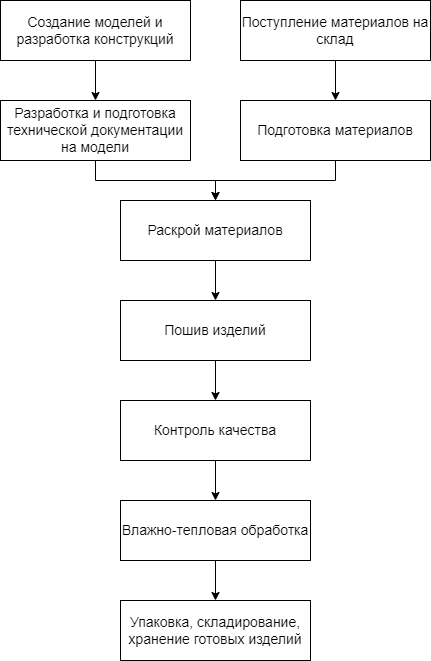 Создание моделей и
разработка конструкций
Поступление материалов на
склад
Разработка и подготовка
технической документации
на модели
Подготовка материалов
Раскрой материалов
Пошив изделий
Контроль качества
Влажно-тепловая обработка
Упаковка, складирование,
хранение готовых изделий